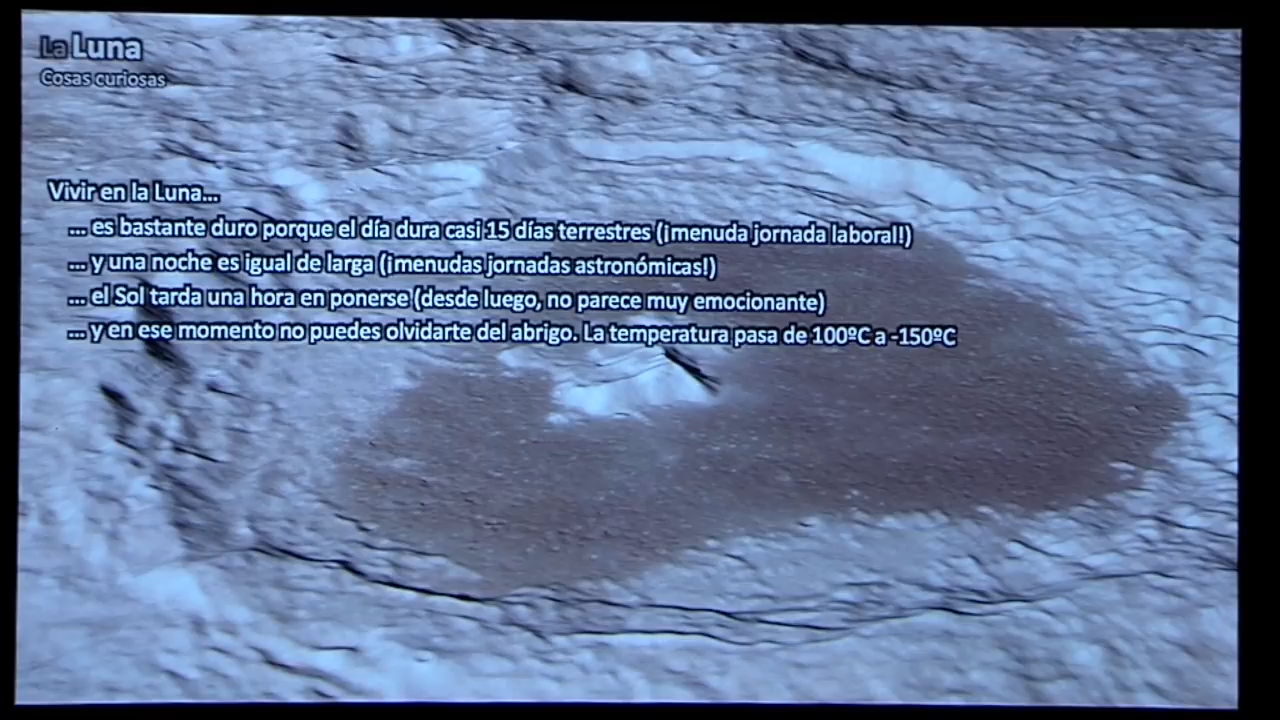 La Luna
Cosas curiosas
Vivir en la Luna...
... es bastante duro porque el día dura casi 15 días terrestres (¡menuda jornada laboral!)
... y una noche es igual de larga (¡menudas jornadas astronómicas!)
... el Sol tarda una hora en ponerse (desde luego, no parece muy emocionante)
... y en ese momento no puedes olvidarte del abrigo. La temperatura pasa de 100ºC a -150ºC